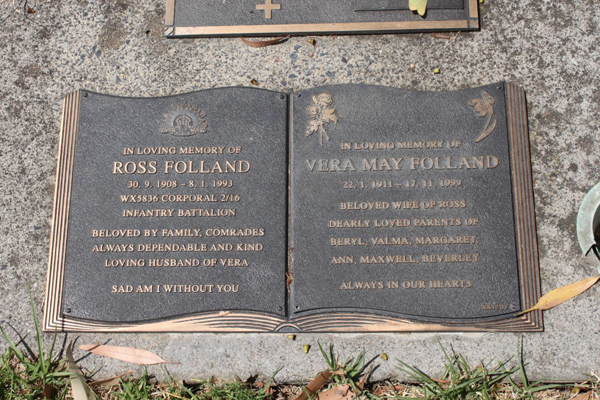 IN LOVING MEMORY OF
ROSS FOLLAND
30. 9. 1908 – 8. 1. 1993
WX5836 CORPORAL 2/16
INFANTRY BATTALION
BELOVED BY FAMILY, COMRADES
ALWAYS DEPENDABLE AND KIND
LOVING HUSBAND OF VERA
SAD AM I WITHOUT YOU
IN LOVING MEMORY OF
VERA MAY FOLLAND
22. 1. 1911 – 17. 11. 1999
BELOVED WIFE OF ROSS
DEARLY LOVED PARENTS OF
BERYL, VALMA, MARGARET,
ANN, MAXWELL, BEVERLEY
ALWAYS IN OUR HEARTS